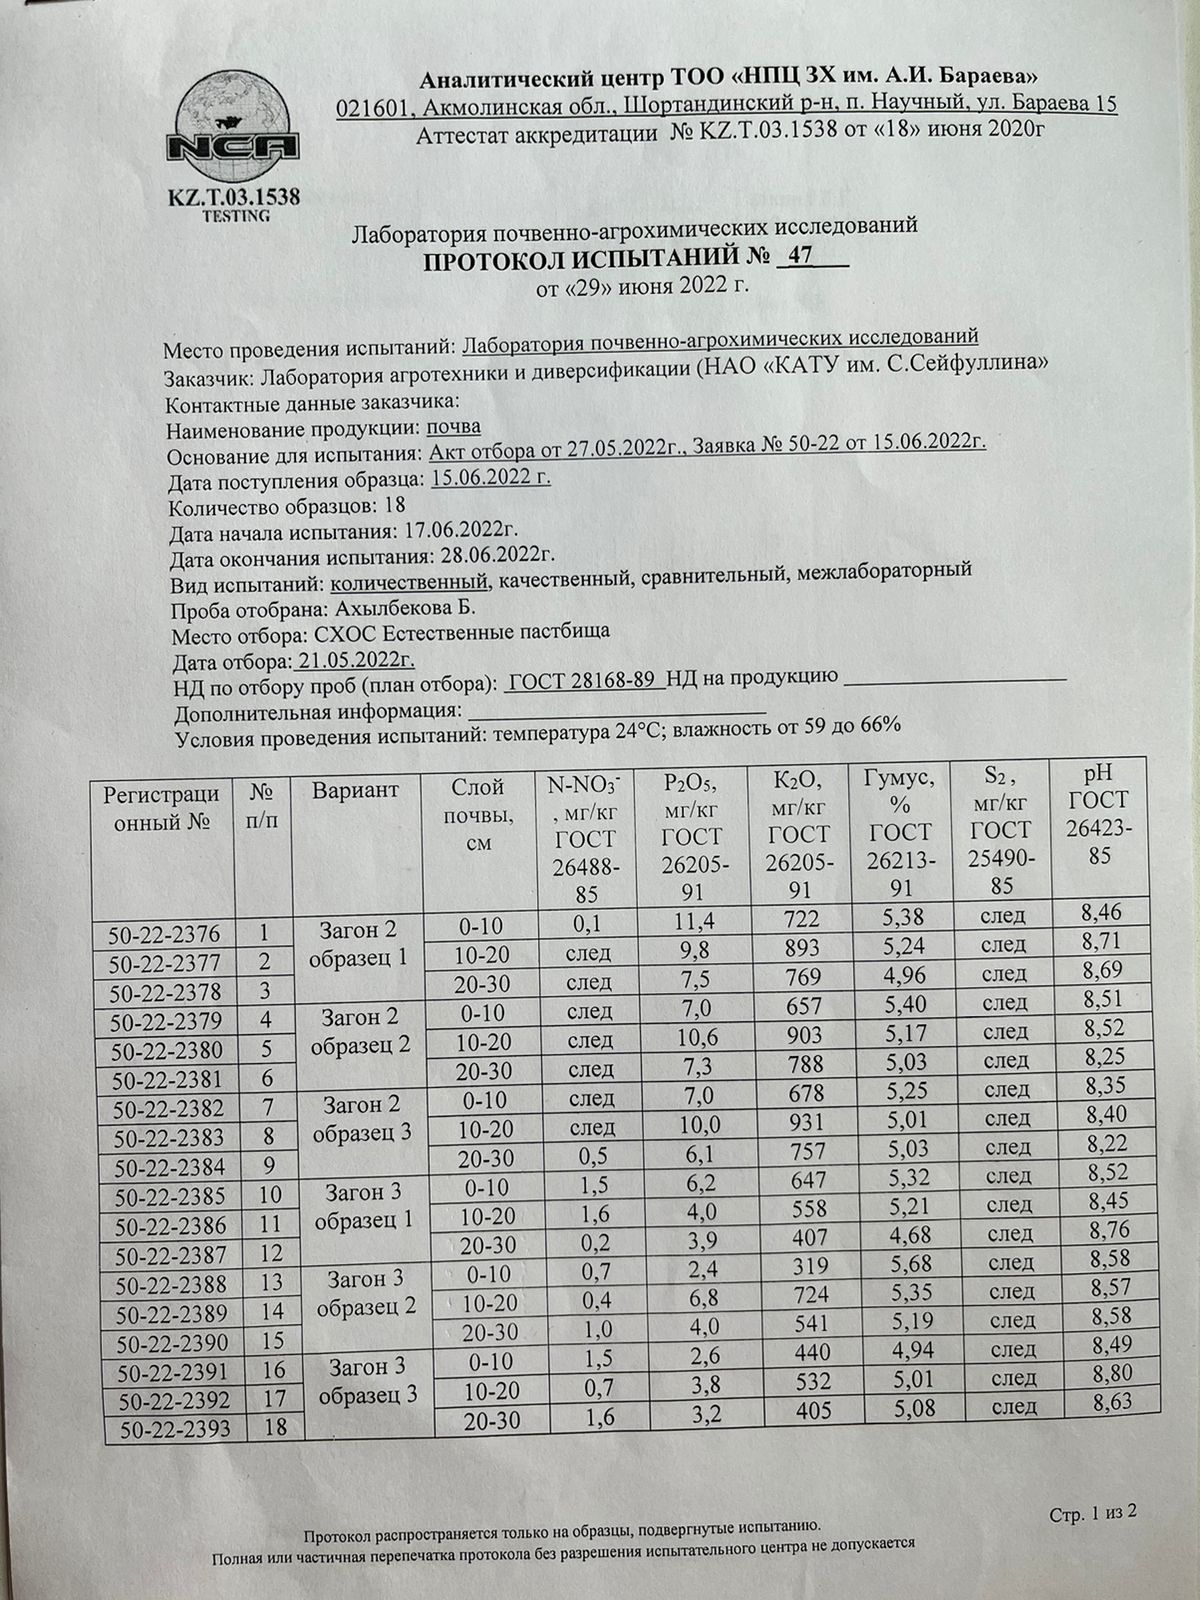 NCA
KZ.T.03.1538
TESTING
Аналитический центр ТОО «НПЦ ЗХ им. А.И. Бараева»
021601, Акмолинская обл., Шортандинский р-н, п. Научный, ул. Бараева 15
Аттестат аккредитации № KZ.T.03.1538 от «18» июня 2020г
Лаборатория почвенно-агрохимических исследований
ПРОТОКОЛ ИСПЫТАНИЙ № _47___
от «29» июня 2022 г.
Место проведения испытаний: Лаборатория почвенно-агрохимических исследований
Заказчик: Лаборатория агротехники и диверсификации (НАО «КАТУ им. С.Сейфуллина»
Контактные данные заказчика:
Наименование продукции: почва
Основание для испытания: Акт отбора от 27.05.2022г., Заявка № 50-22 от 15.06.2022г.
Дата поступления образца: 15.06.2022 г.
Количество образцов: 18
Дата начала испытания: 17.06.2022г.
Дата окончания испытания: 28.06.2022г.
Вид испытаний: количественный, качественный, сравнительный, межлабораторный
Проба отобрана: Ахылбекова Б.
Место отбора: СХОС Естественные пастбища
Дата отбора: 21.05.2022г.
НД по отбору проб (план отбора): ГОСТ 28168-89 НД на продукцию ____________________
Дополнительная информация: ___________________________
Условия проведения испытаний: температура 24°С; влажность от 59 до 66%
Регистраци онный № | № п/п | Вариант | Слой почвы, см | N-NO3- , мг/кг ГОСТ 26488-85 | P2O5, мг/кг ГОСТ 26205-91 | K2O, мг/кг ГОСТ 26205-91 | Гумус, % ГОСТ 26213-91 | S2 , мг/кг ГОСТ 25490-85 | pH ГОСТ 26423-85
50-22-2376 | 1 | Загон 2 образец 1 | 0-10 | 0,1 | 11,4 | 722 | 5,38 | след | 8,46
50-22-2377 | 2 | 10-20 | след | 9,8 | 893 | 5,24 | след | 8,71
50-22-2378 | 3 | 20-30 | след | 7,5 | 769 | 4,96 | след | 8,69
50-22-2379 | 4 | Загон 2 образец 2 | 0-10 | след | 7,0 | 657 | 5,40 | след | 8,51
50-22-2380 | 5 | 10-20 | след | 10,6 | 903 | 5,17 | след | 8,52
50-22-2381 | 6 | 20-30 | след | 7,3 | 788 | 5,03 | след | 8,25
50-22-2382 | 7 | Загон 2 образец 3 | 0-10 | след | 7,0 | 678 | 5,25 | след | 8,35
50-22-2383 | 8 | 10-20 | след | 10,0 | 931 | 5,01 | след | 8,40
50-22-2384 | 9 | 20-30 | 0,5 | 6,1 | 757 | 5,03 | след | 8,22
50-22-2385 | 10 | Загон 3 образец 1 | 0-10 | 1,5 | 6,2 | 647 | 5,32 | след | 8,52
50-22-2386 | 11 | 10-20 | 1,6 | 4,0 | 558 | 5,21 | след | 8,45
50-22-2387 | 12 | 20-30 | 0,2 | 3,9 | 407 | 4,68 | след | 8,76
50-22-2388 | 13 | Загон 3 образец 2 | 0-10 | 0,7 | 2,4 | 319 | 5,68 | след | 8,58
50-22-2389 | 14 | 10-20 | 0,4 | 6,8 | 724 | 5,35 | след | 8,57
50-22-2390 | 15 | 20-30 | 1,0 | 4,0 | 541 | 5,19 | след | 8,58
50-22-2391 | 16 | Загон 3 образец 3 | 0-10 | 1,5 | 2,6 | 440 | 4,94 | след | 8,49
50-22-2392 | 17 | 10-20 | 0,7 | 3,8 | 532 | 5,01 | след | 8,80
50-22-2393 | 18 | 20-30 | 1,6 | 3,2 | 405 | 5,08 | след | 8,63
Стр. 1 из 2
Протокол распространяется только на образцы, подвергнутые испытанию.
Полная или частичная перепечатка протокола без разрешения испытательного центра не допускается